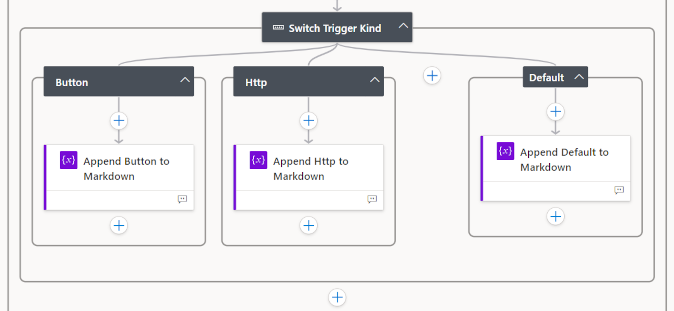 Switch Trigger Kind
Button
Http
Default
{x} Append Button to
Markdown
{x} Append Http to
Markdown
{x} Append Default to
Markdown